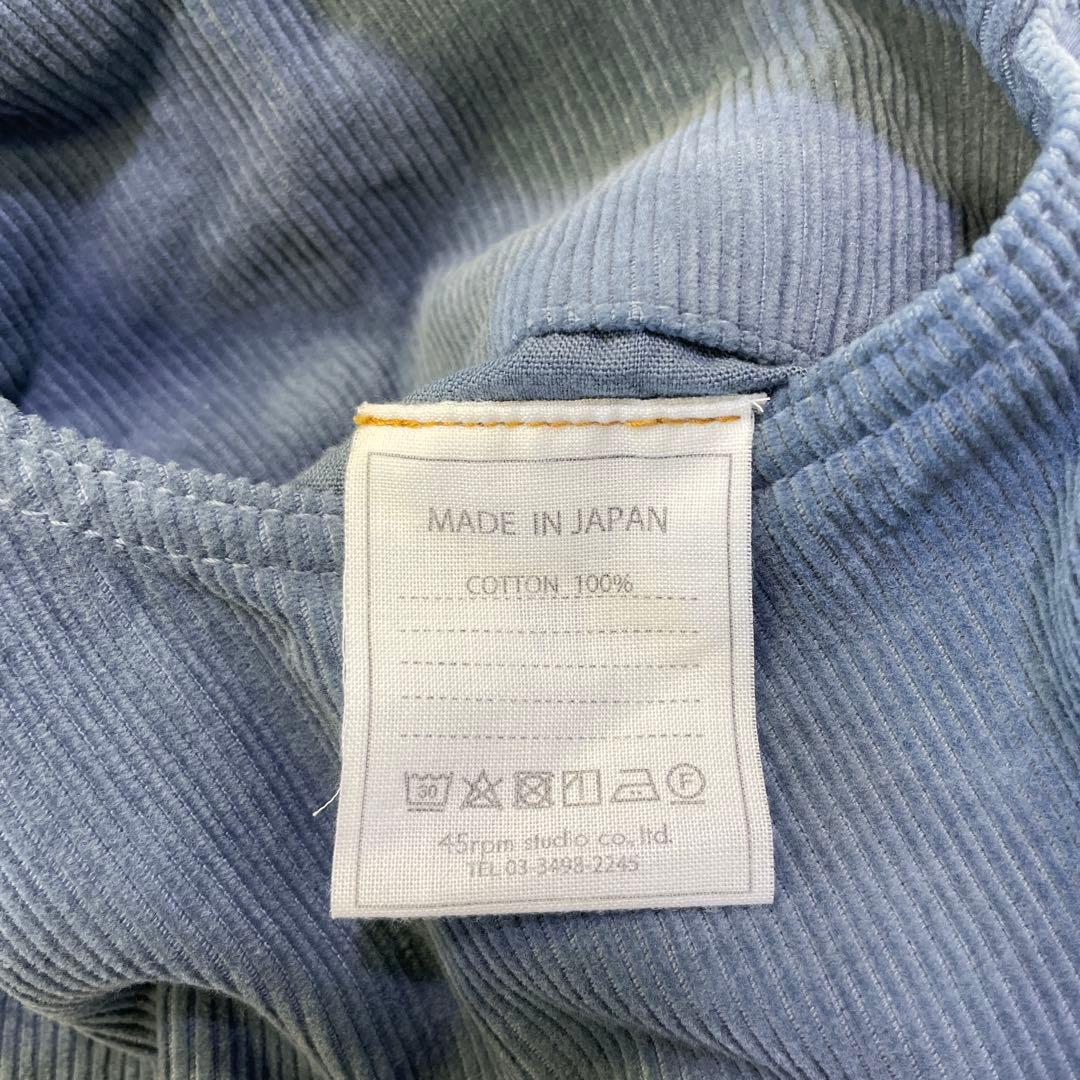 MADE IN JAPAN
COTTON 100%
30
F
45rpm studio co.,ltd.
TEL 03-3498-2245